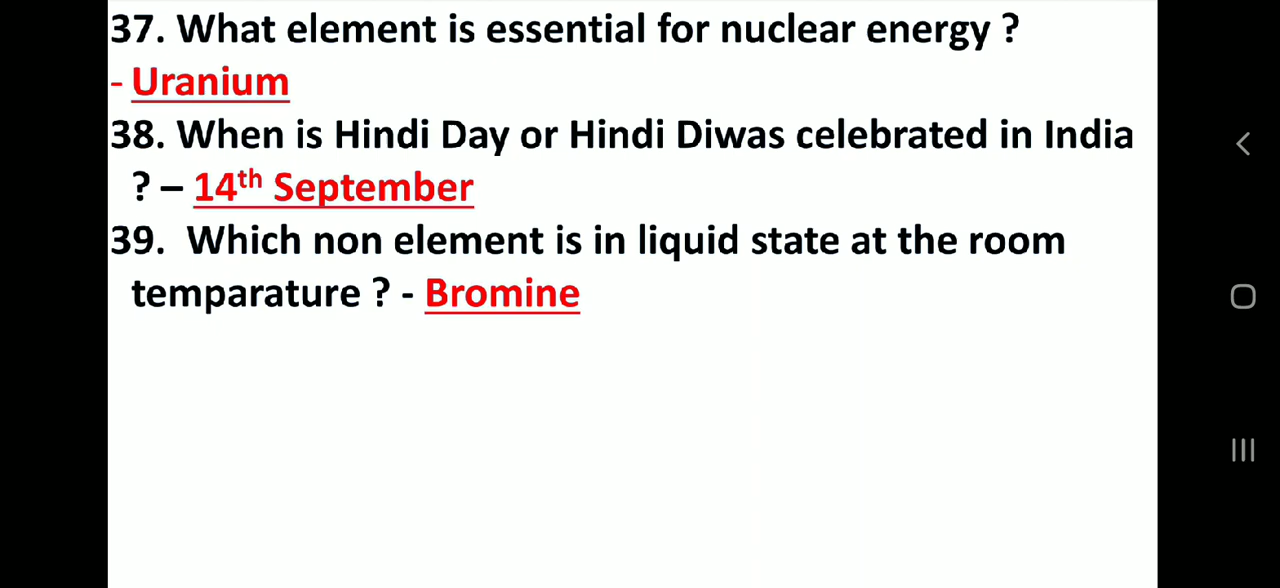 37. What element is essential for nuclear energy ?
- Uranium
38. When is Hindi Day or Hindi Diwas celebrated in India
? – 14th September
39. Which non element is in liquid state at the room
temparature ? - Bromine